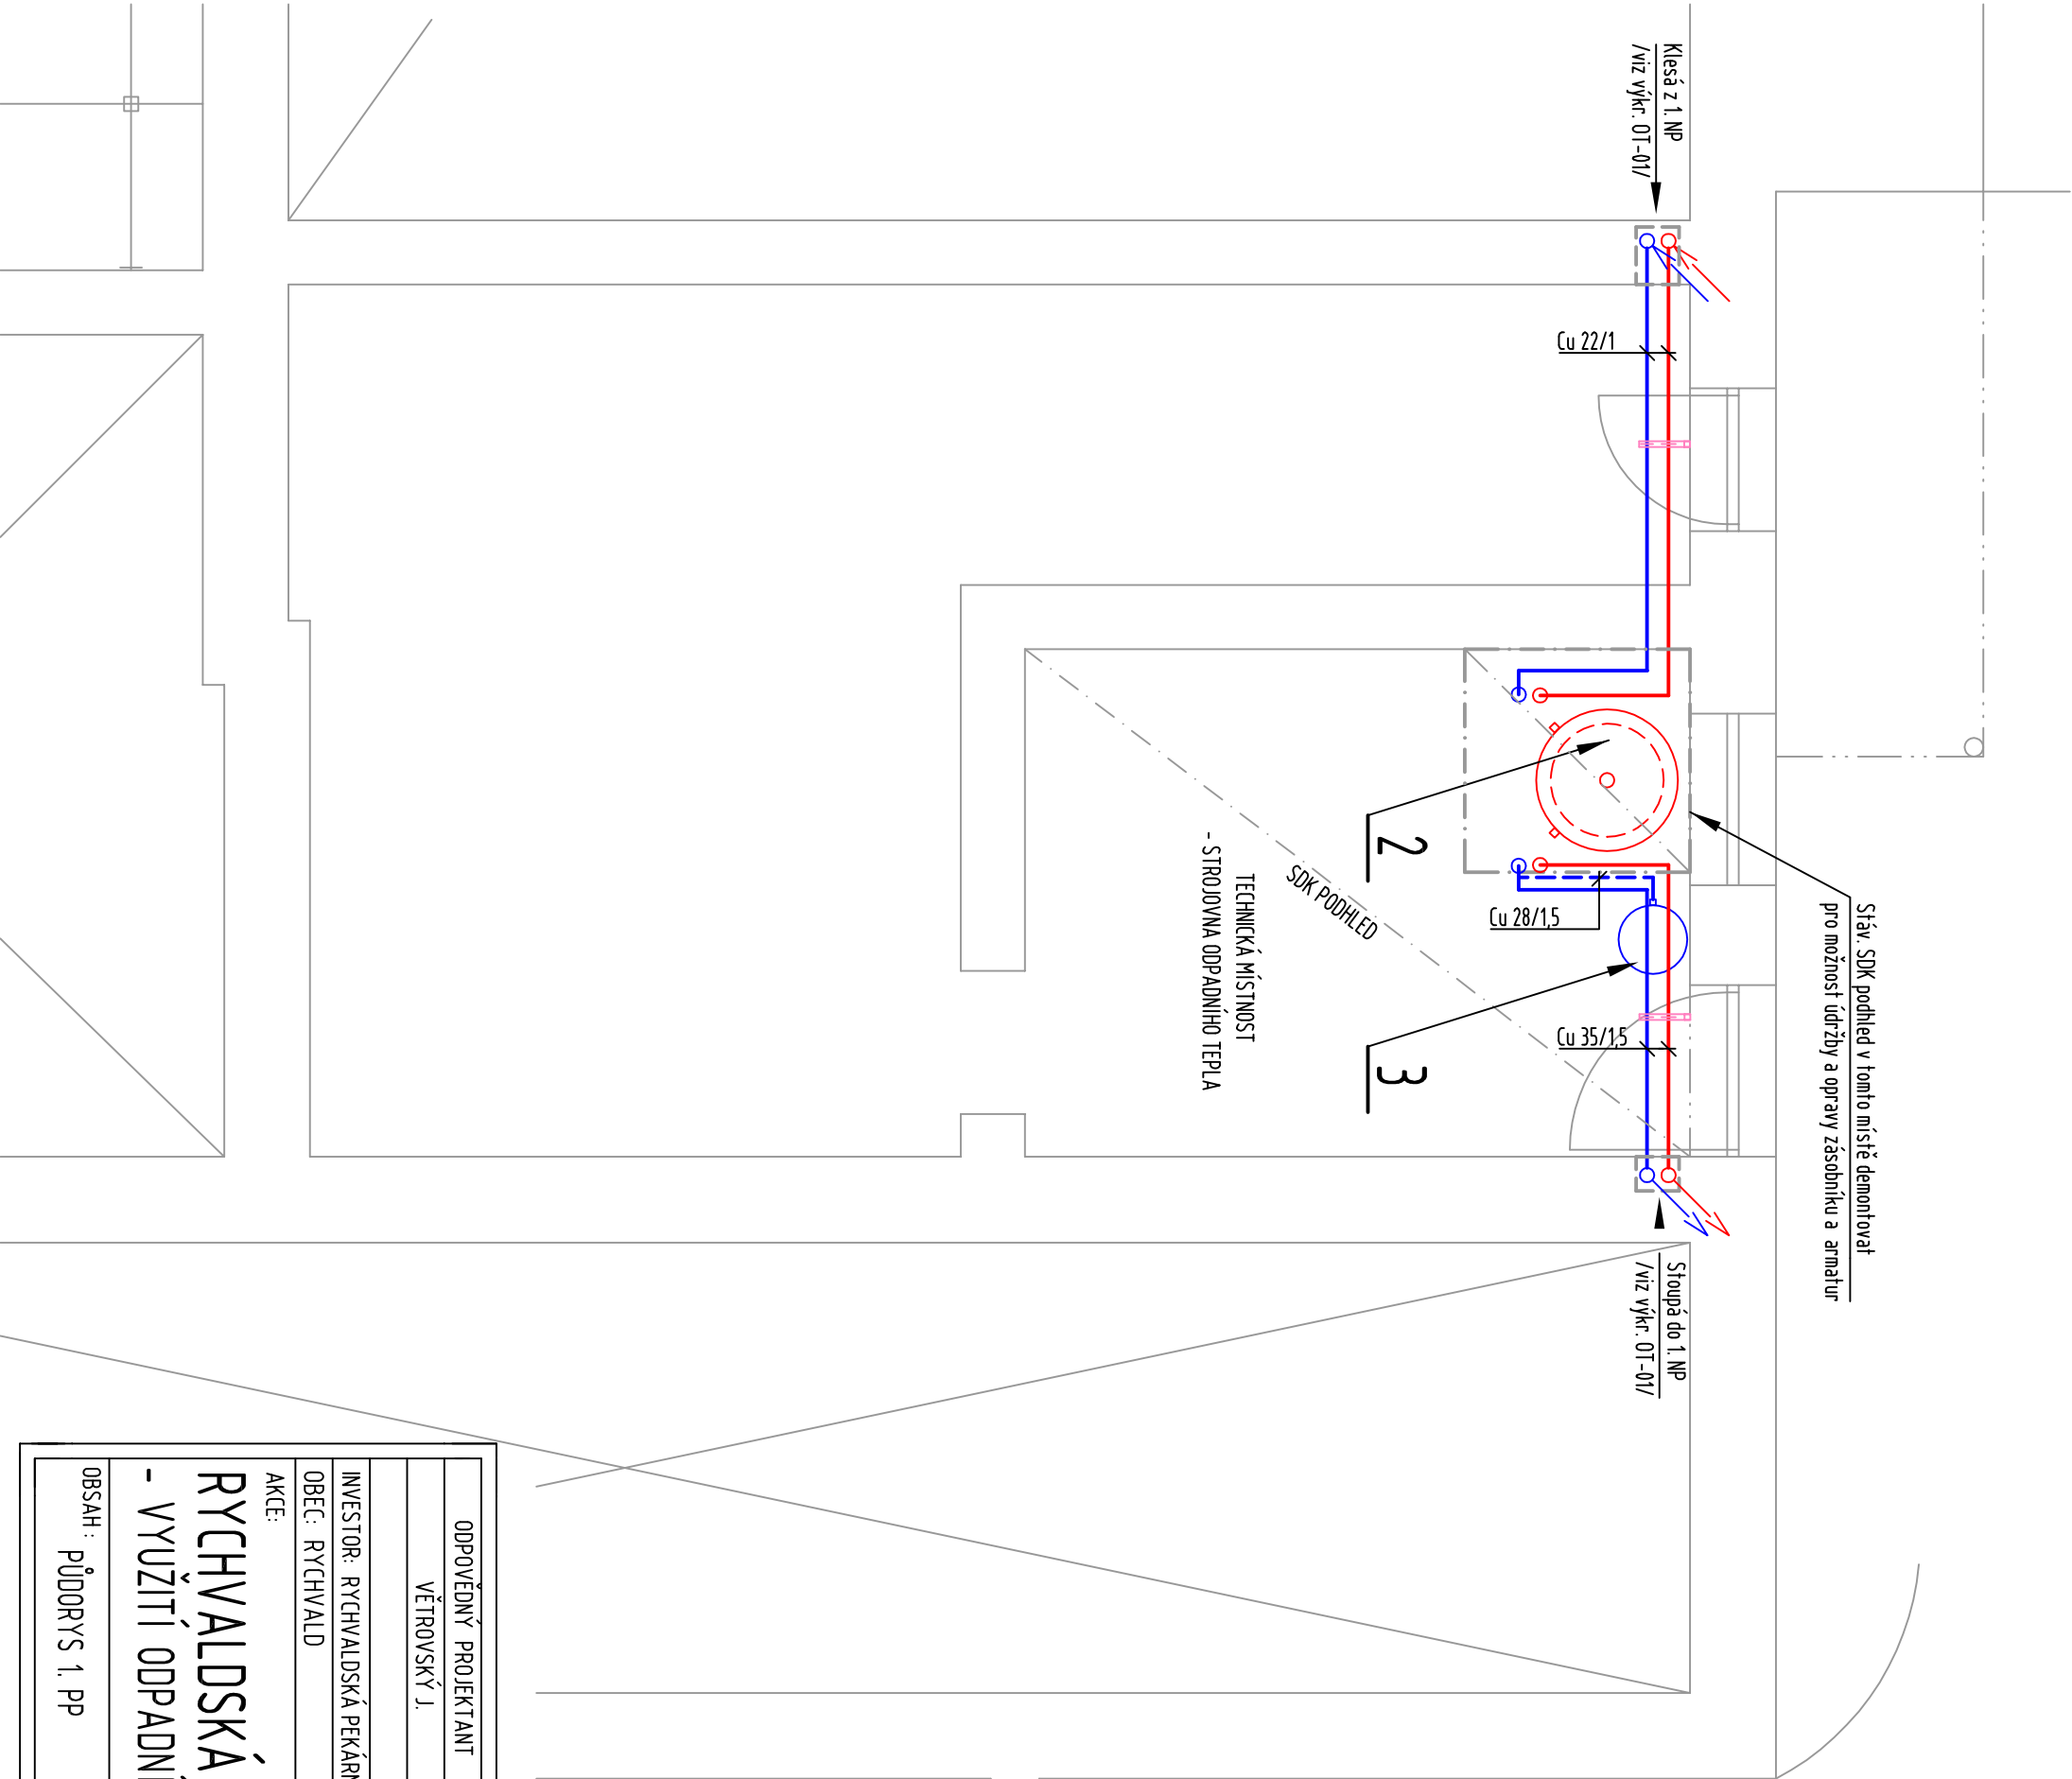 Klesá z 1. NP
/viz výkr. OT-01/
Cu 22/1
Stáv. SDK podhled v tomto místě demontovat
pro možnost údržby a opravy zásobníku a armatur
2
SDK PODHLED
TECHNICKÁ MÍSTNOST
- STROJOVNA ODPADNÍHO TEPLA
Cu 28/1,5
3
Cu 35/1,5
Stoupá do 1. NP
/viz výkr. OT-01/
ODPOVĚDNÝ PROJEKTANT
VĚTROVSKÝ J.
INVESTOR: RYCHVALDSKÁ PEKÁRN
OBEC: RYCHVALD
AKCE:
RYCHVALDSKÁ
- VYUŽITÍ ODPADNÍ
OBSAH:
PŮDORYS 1. PP